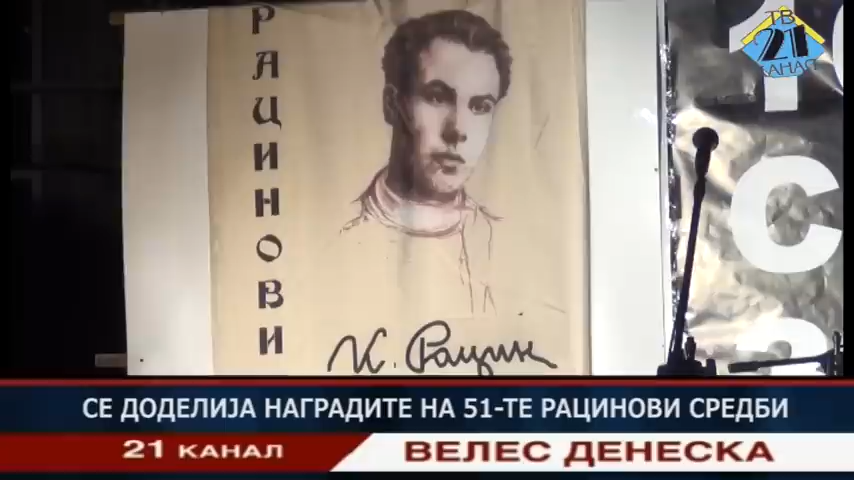 РАЦИНОВИ
ТВ
21
КАНАЛ
С
К. Рацин
СЕ ДОДЕЛИЈА НАГРАДИТЕ НА 51-ТЕ РАЦИНОВИ СРЕДБИ
21 КАНАЛ
ВЕЛЕС ДЕНЕСКА